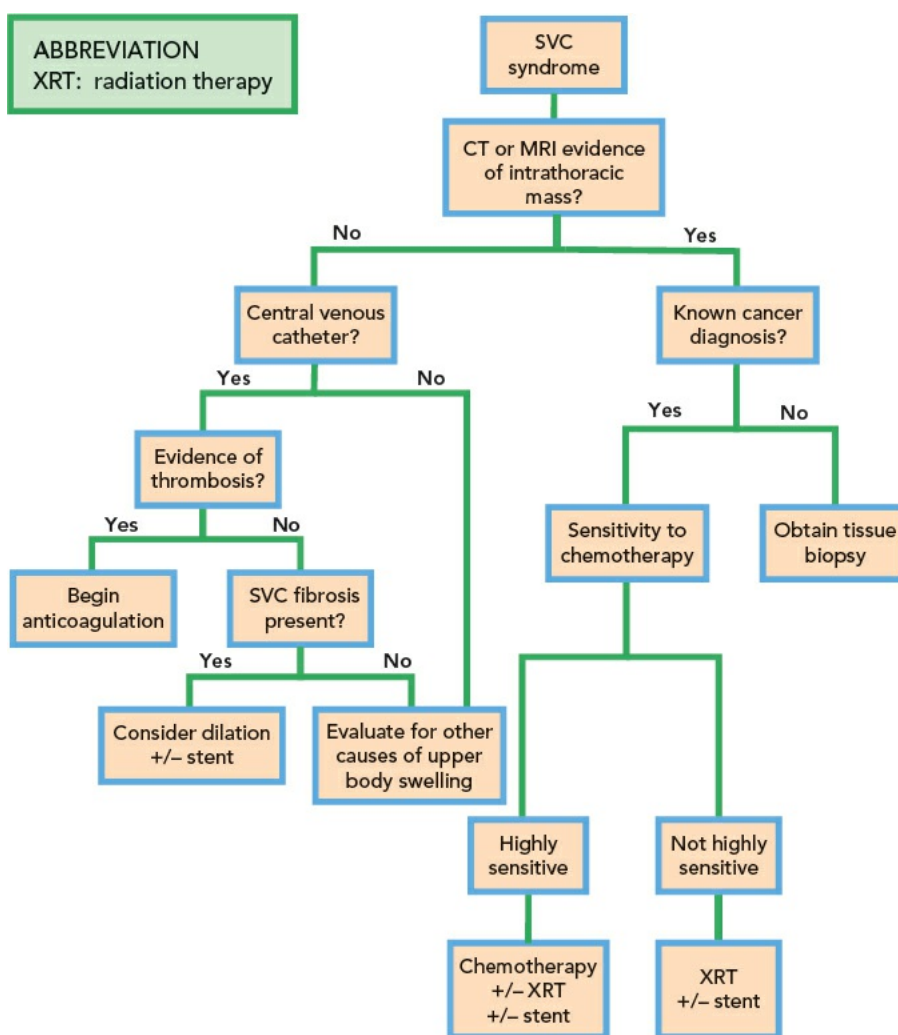 ABBREVIATION
XRT: radiation therapy
SVC
syndrome
CT or MRI evidence
of intrathoracic
mass?
No
Yes
Central venous
catheter?
Known cancer
diagnosis?
Yes
No
Yes
No
Evidence of
thrombosis?
Sensitivity to
chemotherapy
Obtain tissue
biopsy
Yes
No
Begin
anticoagulation
SVC fibrosis
present?
Yes
No
Consider dilation
+/– stent
Evaluate for other
causes of upper
body swelling
Highly
sensitive
Not highly
sensitive
Chemotherapy
+/– XRT
+/– stent
XRT
+/– stent